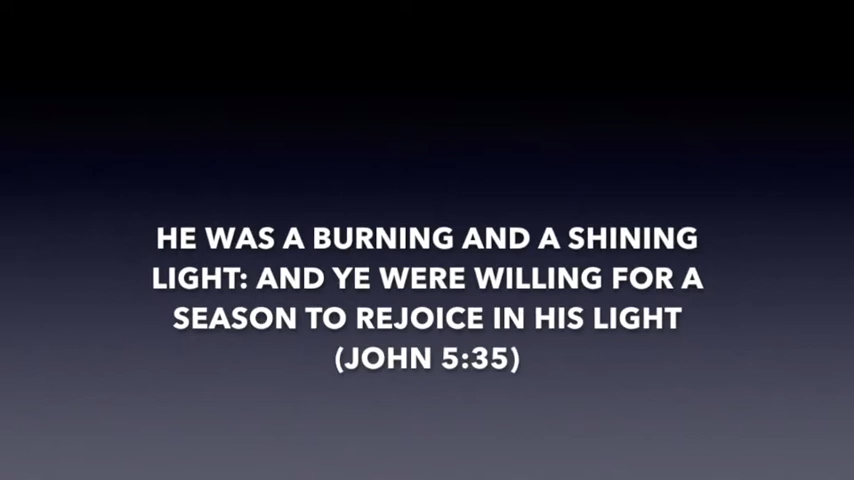 HE WAS A BURNING AND A SHINING
LIGHT: AND YE WERE WILLING FOR A
SEASON TO REJOICE IN HIS LIGHT
(JOHN 5:35)